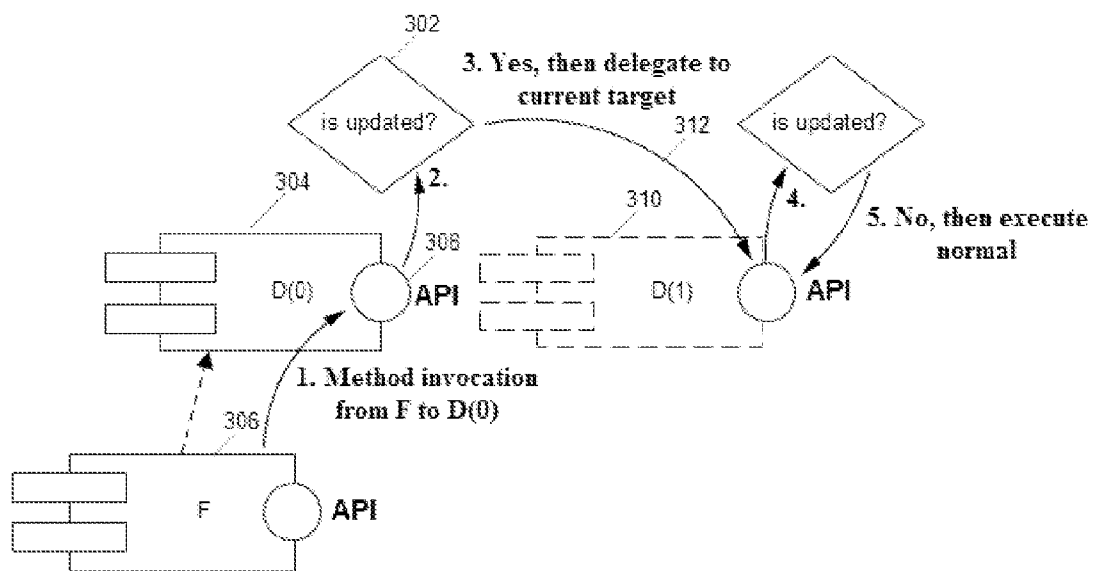 302
3. Yes, then delegate to
current target
is updated?
312
is updated?
2.
304
310
4.
5. No, then execute
normal
308
D(0)
API
D(1)
API
1. Method invocation
from F to D(0)
306
F
API